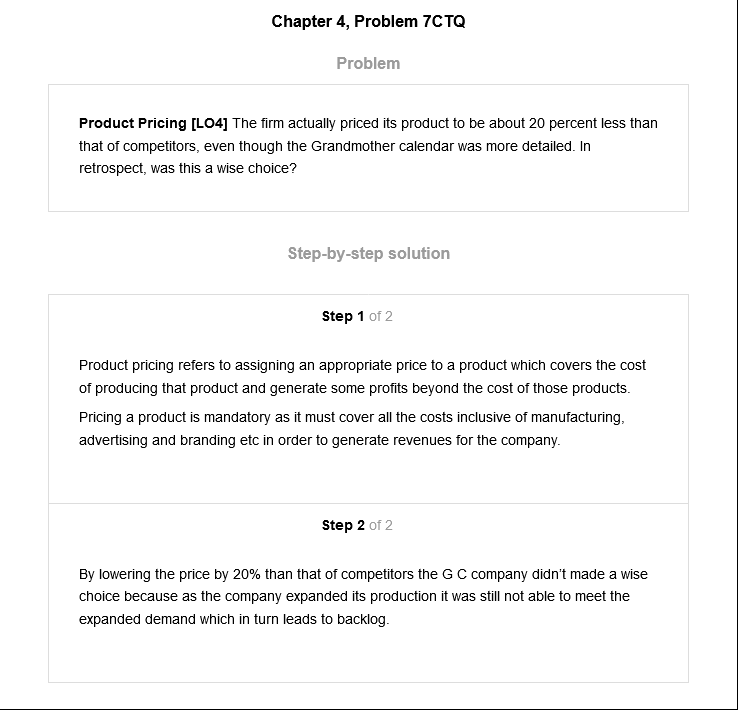 Chapter 4, Problem 7CTQ
Problem
Product Pricing [LO4] The firm actually priced its product to be about 20 percent less than
that of competitors, even though the Grandmother calendar was more detailed. In
retrospect, was this a wise choice?
Step-by-step solution
Step 1 of 2
Product pricing refers to assigning an appropriate price to a product which covers the cost
of producing that product and generate some profits beyond the cost of those products.
Pricing a product is mandatory as it must cover all the costs inclusive of manufacturing,
advertising and branding etc in order to generate revenues for the company.
Step 2 of 2
By lowering the price by 20% than that of competitors the G C company didn't made a wise
choice because as the company expanded its production it was still not able to meet the
expanded demand which in turn leads to backlog.